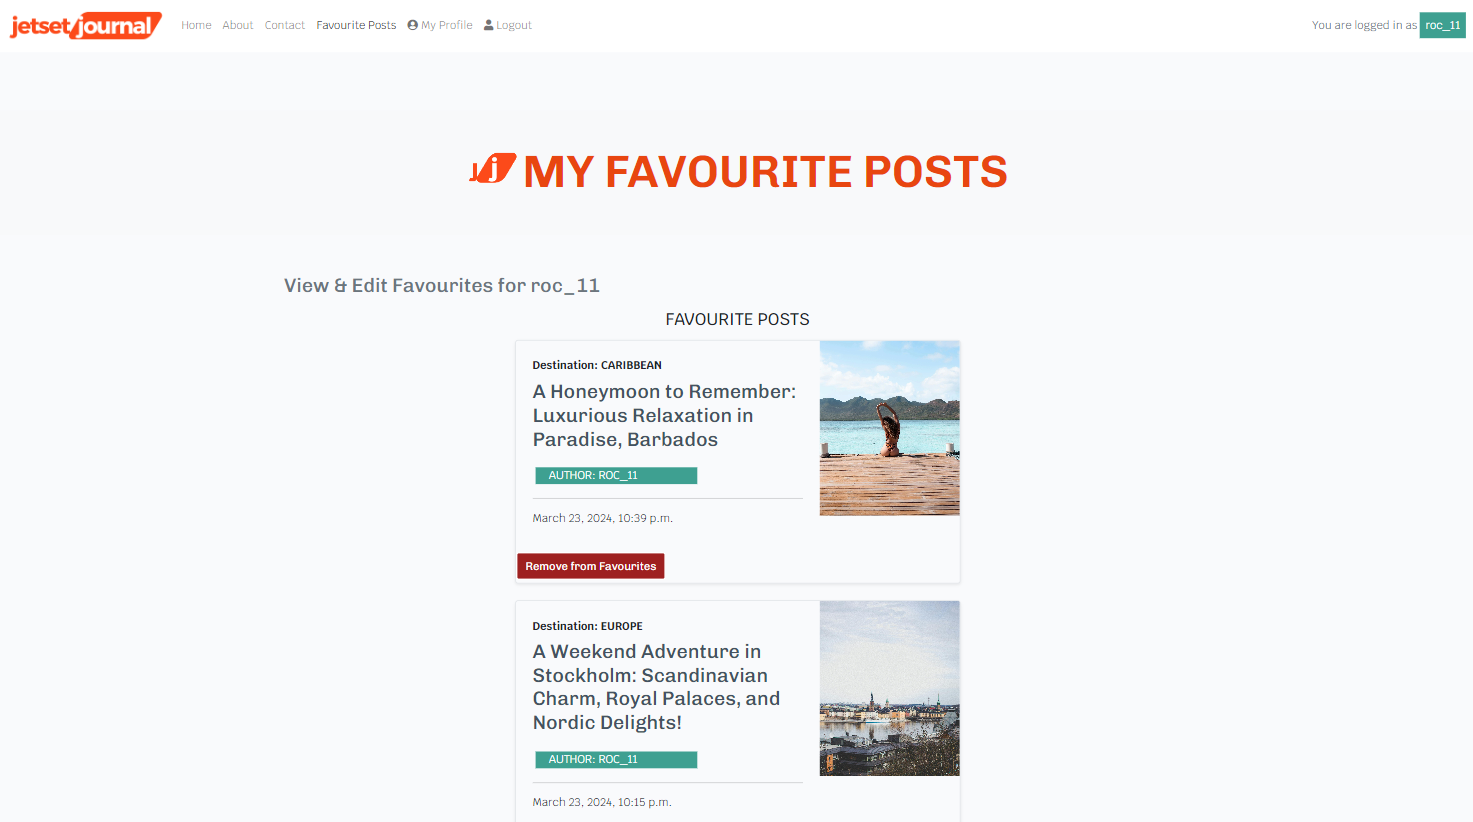 jetset journal Home About Contact Favourite Posts My Profile Logout You are logged in as roc_11
j MY FAVOURITE POSTS
View & Edit Favourites for roc_11
FAVOURITE POSTS
Destination: CARIBBEAN
A Honeymoon to Remember:
Luxurious Relaxation in
Paradise, Barbados
AUTHOR: ROC_11
March 23, 2024, 10:39 p.m.
Remove from Favourites
Destination: EUROPE
A Weekend Adventure in
Stockholm: Scandinavian
Charm, Royal Palaces, and
Nordic Delights!
AUTHOR: ROC_11
March 23, 2024, 10:15 p.m.